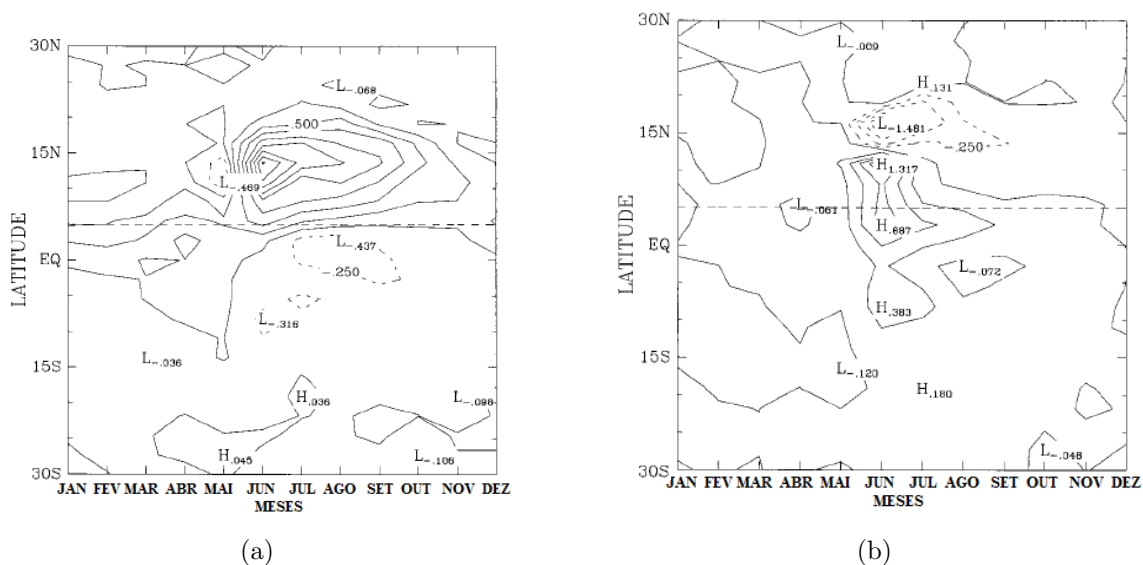 30N
L-.068
.500
15N
L-.469
LATITUDE
L-.437
EQ
-.250
L-.316
15S
L-.036
H.036
L-.098
H.045
L-.106
30S
JAN FEV MAR ABR MAI JUN JUL AGO SET OUT NOV DEZ
MESES
(a)
30N
L-.009
H.131
15N
L-1.481
-.250
H1.317
LATITUDE
L-.061
H.687
EQ
L-.072
H.383
15S
L-.120
H.180
L-.048
30S
JAN FEV MAR ABR MAI JUN JUL AGO SET OUT NOV DEZ
MESES
(b)